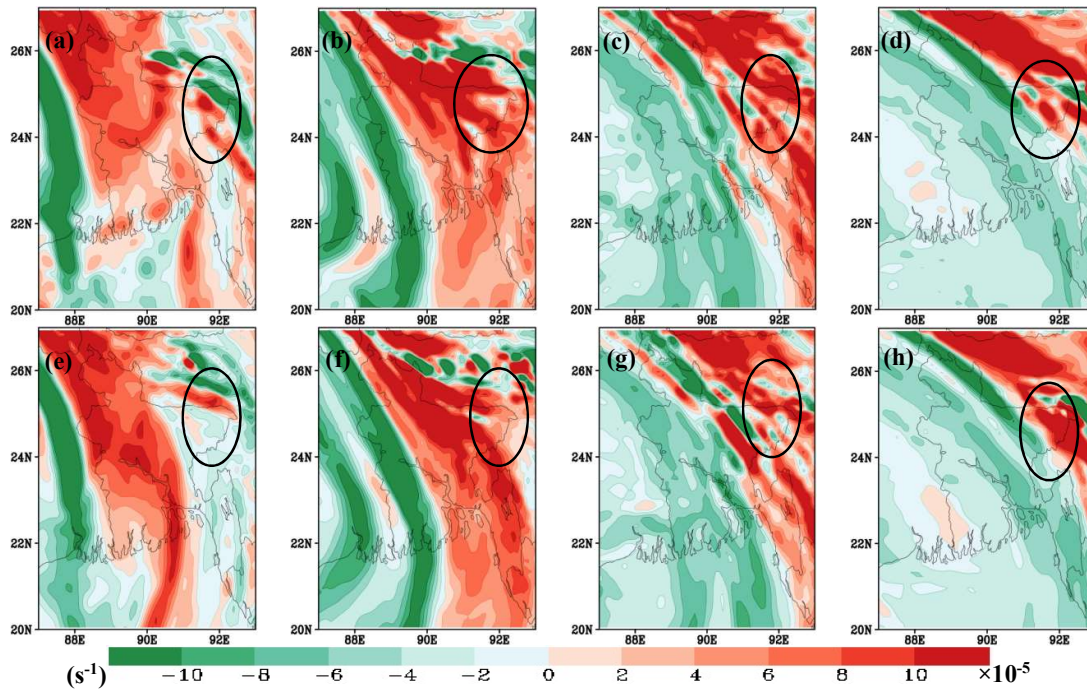 (a) (b) (c) (d)
26N 26N 26N 26N
24N 24N 24N 24N
22N 22N 22N 22N
20N 20N 20N 20N
88E 90E 92E 88E 90E 92E 88E 90E 92E 88E 90E 92E
(e) (f) (g) (h)
26N 26N 26N 26N
24N 24N 24N 24N
22N 22N 22N 22N
20N 20N 20N 20N
88E 90E 92E 88E 90E 92E 88E 90E 92E 88E 90E 92E
(s⁻¹) −10 −8 −6 −4 −2 0 2 4 6 8 10 ×10⁻⁵